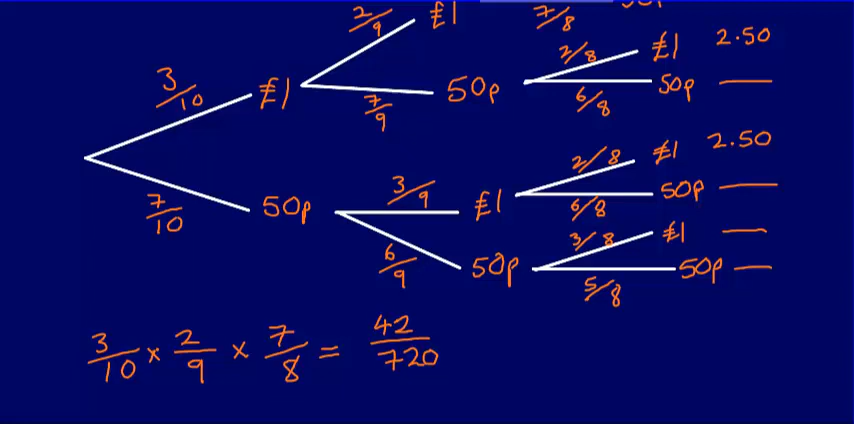 2/9 £1 7/8
3/10 £1 7/9 50p 2/8 £1 2.50
6/8 50p
7/10 50p 3/9 £1 2/8 £1 2.50
6/8 50p
6/9 50p 3/8 £1
5/8 50p
3/10 × 2/9 × 7/8 = 42/720